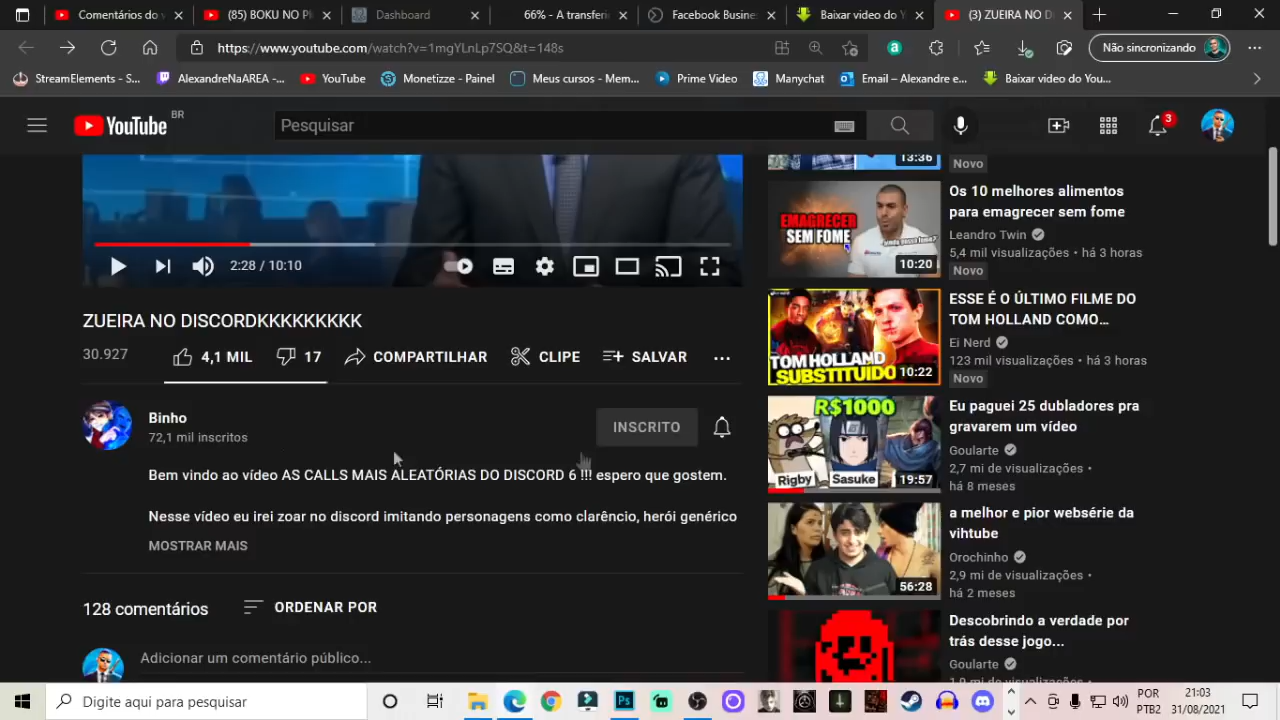 Comentários do v
(85) BOKU NO PI
Dashboard
66% - A transferi
Facebook Busine
Baixar video do Y
(3) ZUEIRA NO D
https://www.youtube.com/watch?v=1mgYLnLp7SQ&t=148s
Não sincronizando
StreamElements - S...
AlexandreNaAREA -...
YouTube
Monetizze - Painel
Meus cursos - Mem...
Prime Video
Manychat
Email – Alexandre e...
Baixar video do You...
YouTube BR
Pesquisar
3
2:28 / 10:10
ZUEIRA NO DISCORDKKKKKKKKK
30.927
4,1 MIL
17
COMPARTILHAR
CLIPE
SALVAR
Binho
72,1 mil inscritos
INSCRITO
Bem vindo ao vídeo AS CALLS MAIS ALEATÓRIAS DO DISCORD 6 !!! espero que gostem.
Nesse vídeo eu irei zoar no discord imitando personagens como clarêncio, herói genérico
MOSTRAR MAIS
128 comentários
ORDENAR POR
Adicionar um comentário público...
13:36
Novo
EMAGRECER
SEM FOME
10:20
Os 10 melhores alimentos
para emagrecer sem fome
Leandro Twin
5,4 mil visualizações • há 3 horas
Novo
TOM HOLLAND
SUBSTITUIDO
10:22
ESSE É O ÚLTIMO FILME DO
TOM HOLLAND COMO...
Ei Nerd
123 mil visualizações • há 3 horas
Novo
R$1000
Rigby
Sasuke
19:57
Eu paguei 25 dubladores pra
gravarem um vídeo
Goularte
2,7 mi de visualizações •
há 8 meses
56:28
a melhor e pior websérie da
vihtube
Orochinho
2,9 mi de visualizações •
há 2 meses
Descobrindo a verdade por
trás desse jogo...
Goularte
Digite aqui para pesquisar
POR
PTB2
21:03
31/08/2021